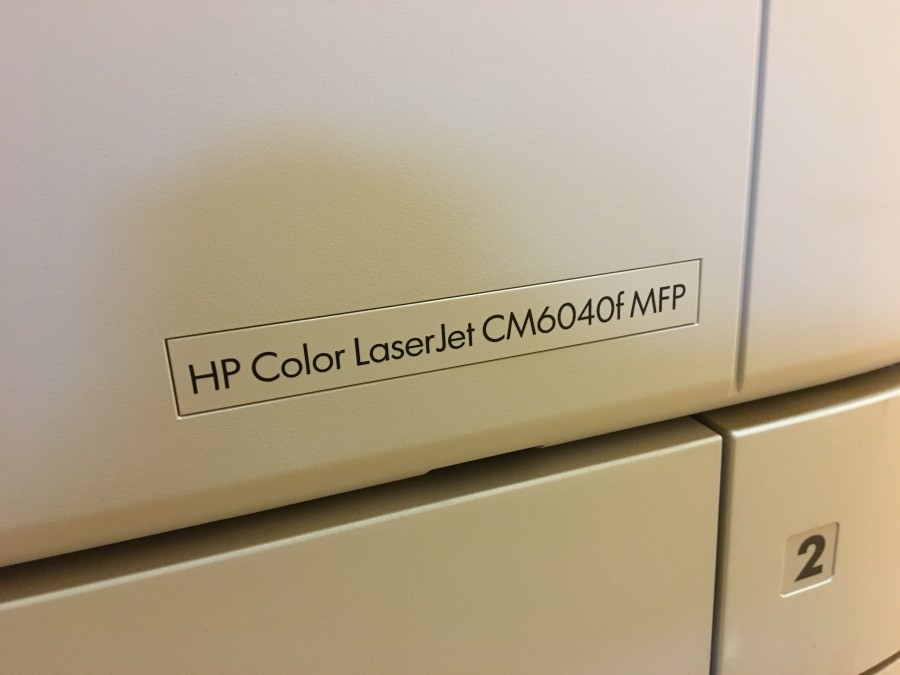 HP Color LaserJet CM6040f MFP
2